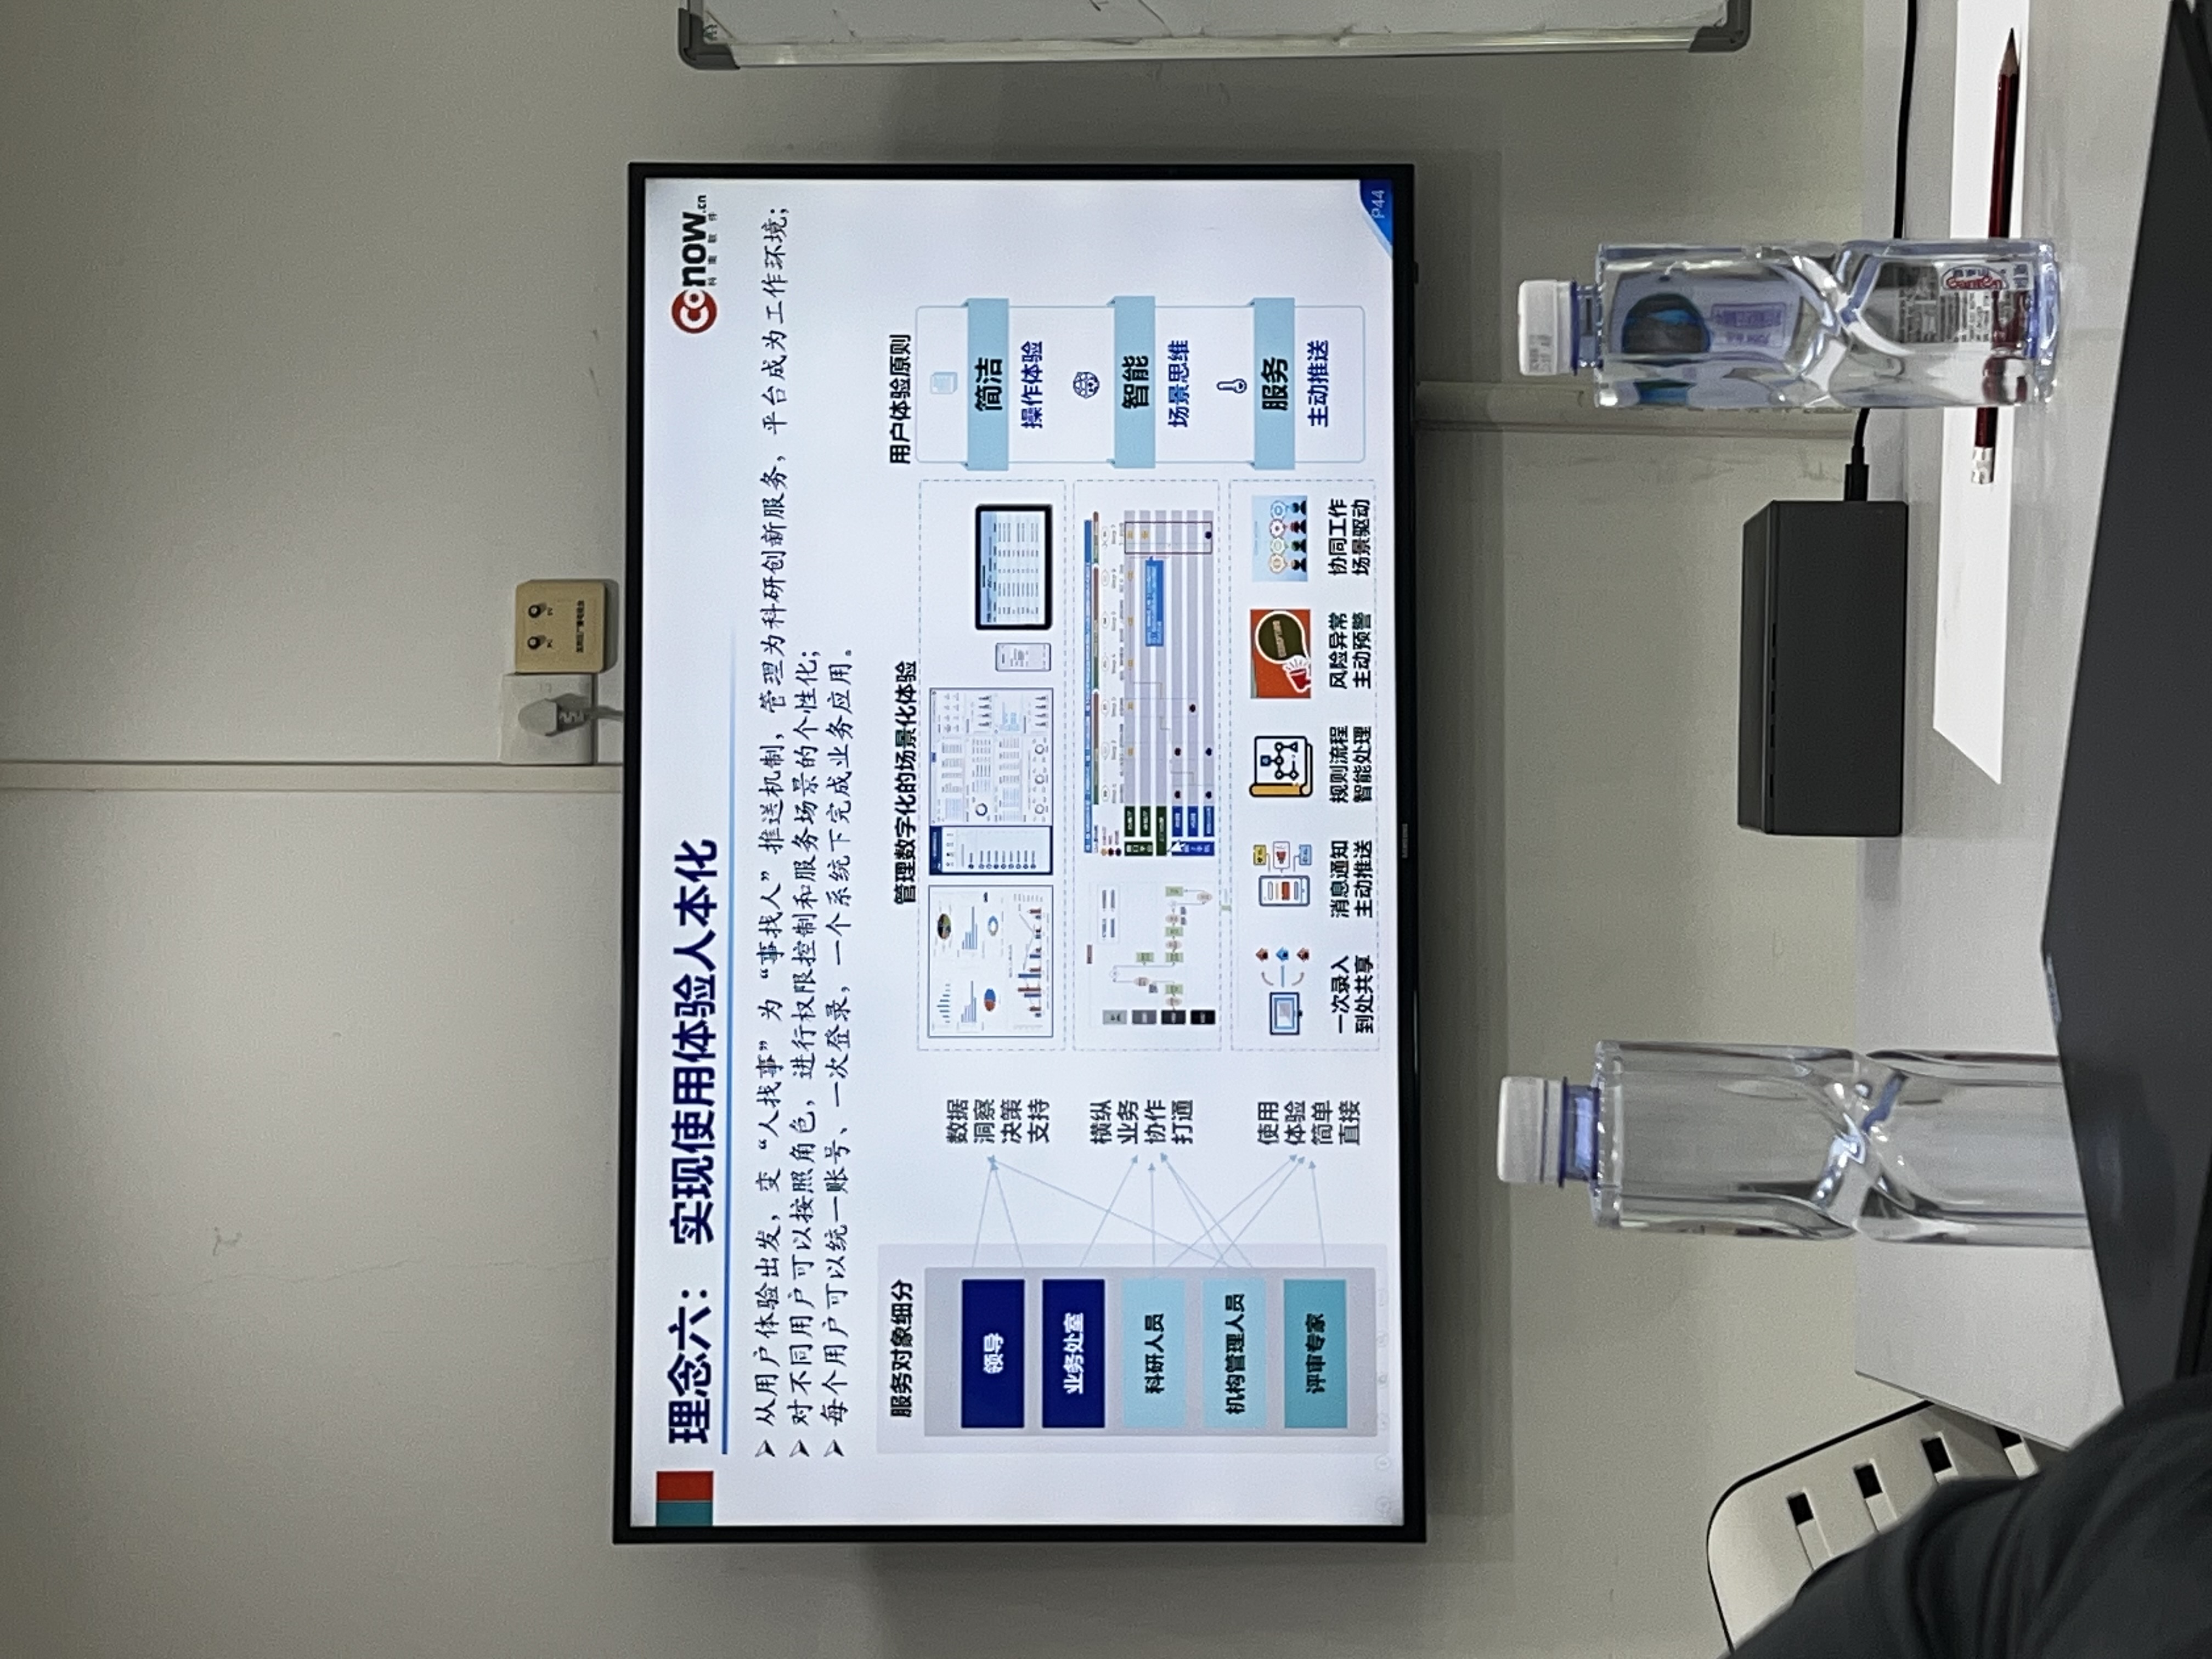 理念六： 实现使用体验人本化
Conow.cn
科南软件
➢ 从用户体验出发，变“人找事”为“事找人”推送机制，管理为科研创新服务，平台成为工作环境；
➢ 对不同用户可以按照角色，进行权限控制和服务场景的个性化；
➢ 每个用户可以统一账号、一次登录，一个系统下完成业务应用。
服务对象细分
领导
业务处室
科研人员
机构管理人员
评审专家
数据
洞察
决策
支持
横纵
业务
协作
打通
使用
体验
简单
直接
管理数字化的场景化体验
一次录入
到处共享
消息通知
主动推送
规则流程
智能处理
风险异常
主动预警
协同工作
场景驱动
用户体验原则
简洁
操作体验
智能
场景思维
服务
主动推送
P44
SAMSUNG